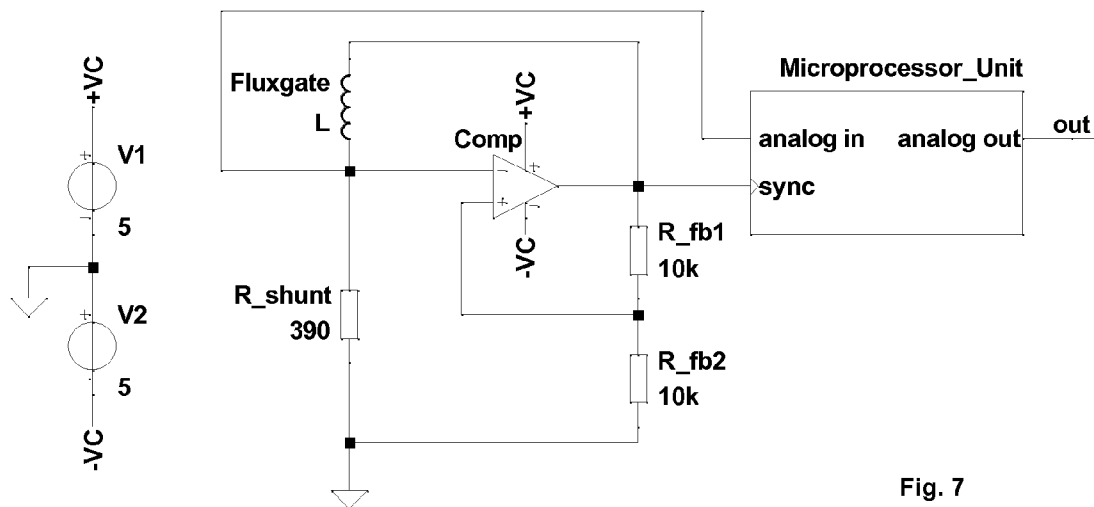 +VC
V1
5
V2
5
-VC
Fluxgate
L
R_shunt
390
Comp
+VC
-VC
R_fb1
10k
R_fb2
10k
Microprocessor_Unit
analog in
analog out
sync
out
Fig. 7